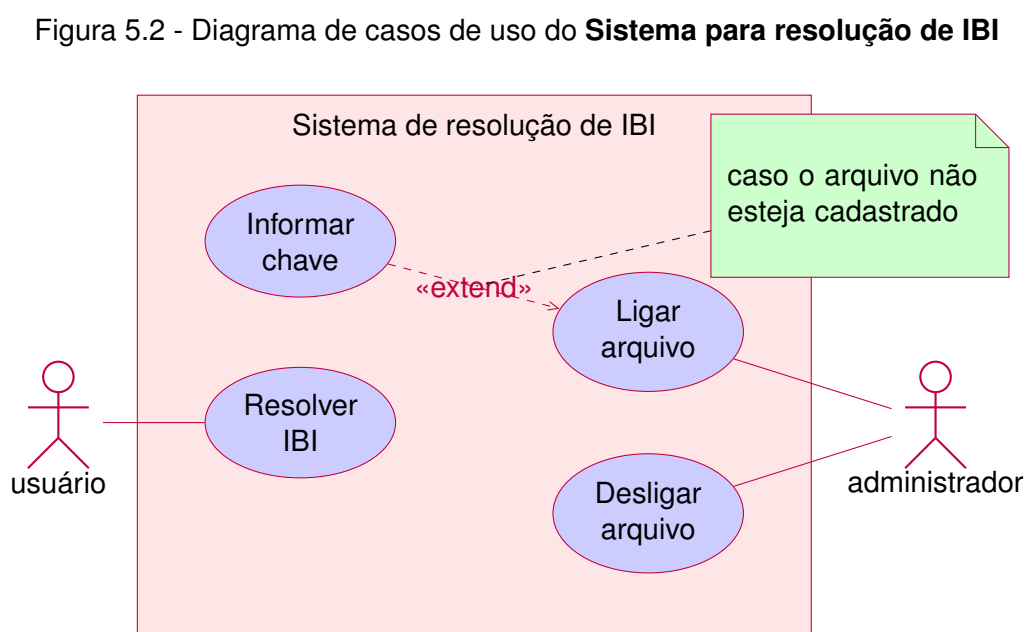 Figura 5.2 - Diagrama de casos de uso do Sistema para resolução de IBI
Sistema de resolução de IBI
caso o arquivo não
esteja cadastrado
Informar
chave
«extend»
Ligar
arquivo
Resolver
IBI
usuário
administrador
Desligar
arquivo